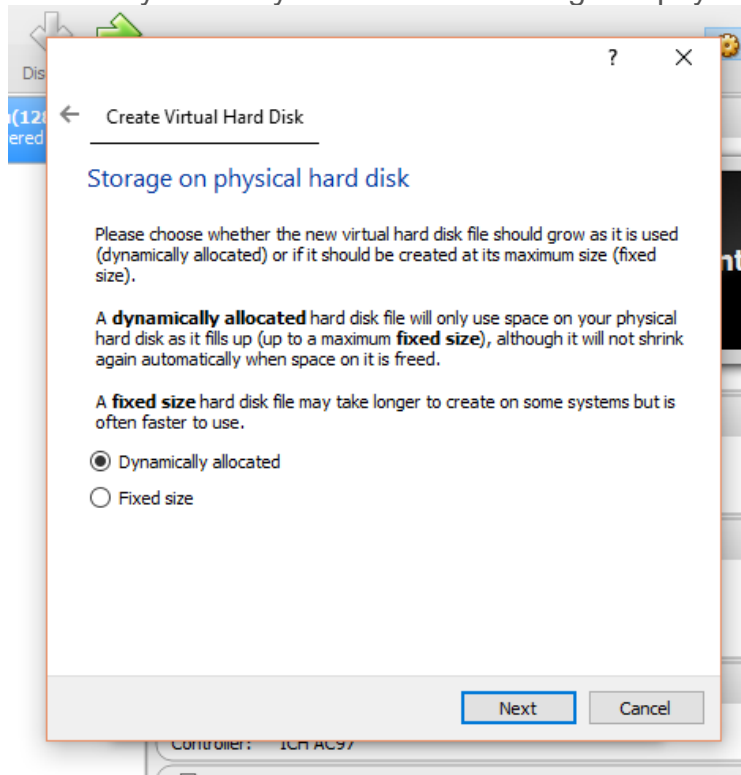 Dis
?
(128
ered
Create Virtual Hard Disk
Storage on physical hard disk
Please choose whether the new virtual hard disk file should grow as it is used
(dynamically allocated) or if it should be created at its maximum size (fixed
size).
A dynamically allocated hard disk file will only use space on your physical
hard disk as it fills up (up to a maximum fixed size), although it will not shrink
again automatically when space on it is freed.
A fixed size hard disk file may take longer to create on some systems but is
often faster to use.
Dynamically allocated
Fixed size
Next Cancel
Controller: ICH AC97